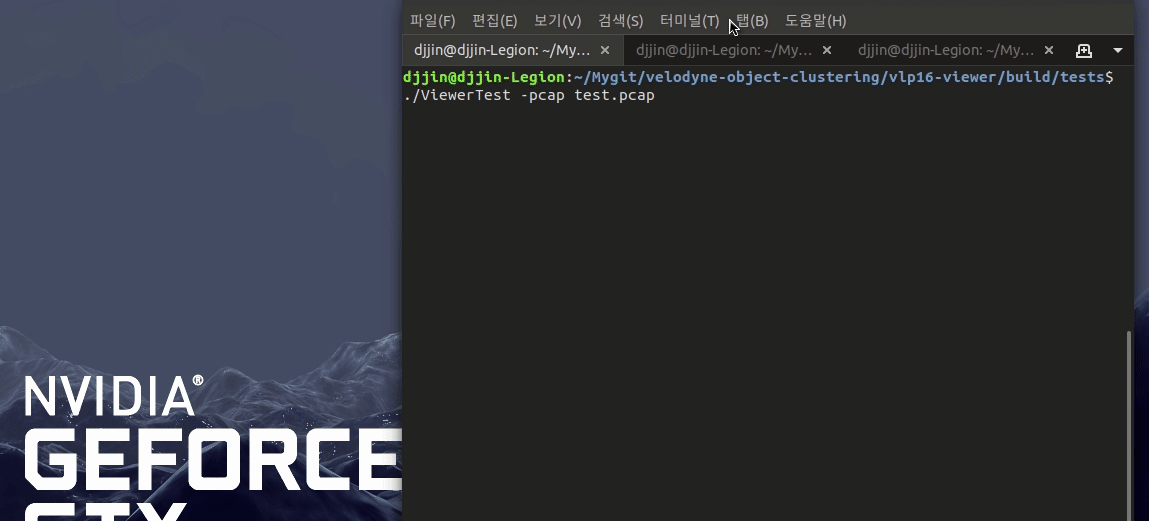 파일(F) 편집(E) 보기(V) 검색(S) 터미널(T) 탭(B) 도움말(H)
djjin@djjin-Legion: ~/My… × djjin@djjin-Legion: ~/My… × djjin@djjin-Legion: ~/My… ×
djjin@djjin-Legion:~/Mygit/velodyne-object-clustering/vlp16-viewer/build/tests$
./ViewerTest -pcap test.pcap
NVIDIA®
GEFORCE
GTX